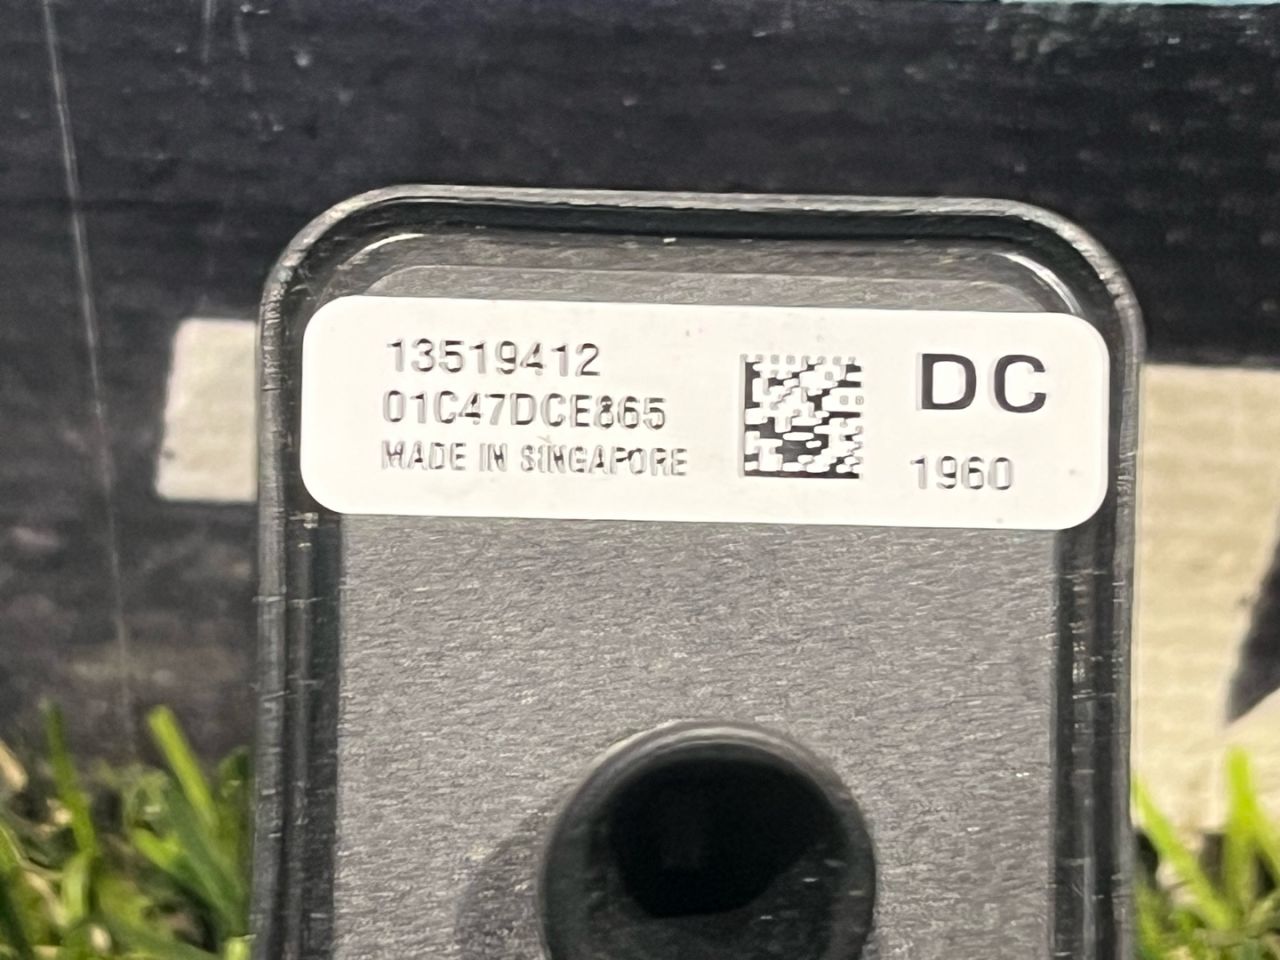 13519412
01C47DCE865
MADE IN SINGAPORE
DC
1960